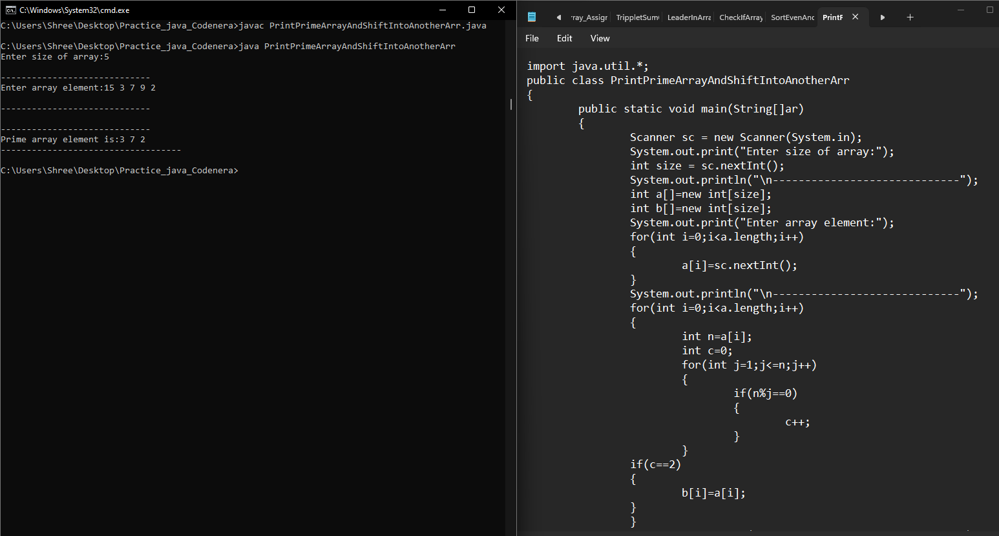 C:\Windows\System32\cmd.exe
C:\Users\Shree\Desktop\Practice_java_Codenera>javac PrintPrimeArrayAndShiftIntoAnotherArr.java
C:\Users\Shree\Desktop\Practice_java_Codenera>java PrintPrimeArrayAndShiftIntoAnotherArr
Enter size of array:5
-----------------------------
Enter array element:15 3 7 9 2
-----------------------------
-----------------------------
Prime array element is:3 7 2
-----------------------------------
C:\Users\Shree\Desktop\Practice_java_Codenera>
rray_Assigr TrippletSum LeaderInArra CheckIfArray SortEvenAnd PrintF
File Edit View
import java.util.*;
public class PrintPrimeArrayAndShiftIntoAnotherArr
{
public static void main(String[]ar)
{
Scanner sc = new Scanner(System.in);
System.out.print("Enter size of array:");
int size = sc.nextInt();
System.out.println("\n-----------------------------");
int a[]=new int[size];
int b[]=new int[size];
System.out.print("Enter array element:");
for(int i=0;i<a.length;i++)
{
a[i]=sc.nextInt();
}
System.out.println("\n-----------------------------");
for(int i=0;i<a.length;i++)
{
int n=a[i];
int c=0;
for(int j=1;j<=n;j++)
{
if(n%j==0)
{
c++;
}
}
if(c==2)
{
b[i]=a[i];
}
}